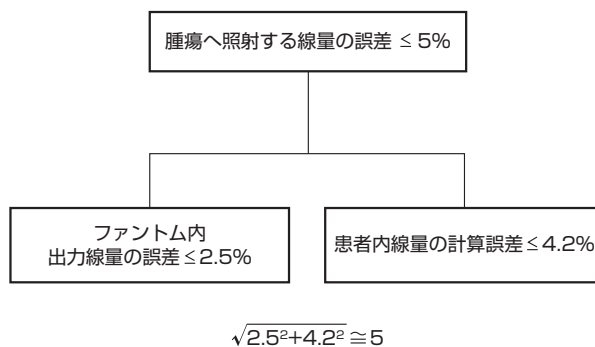 腫瘍へ照射する線量の誤差 ≤ 5%
ファントム内
出力線量の誤差≤2.5%
患者内線量の計算誤差≤4.2%
√2.5²+4.2² ≅ 5